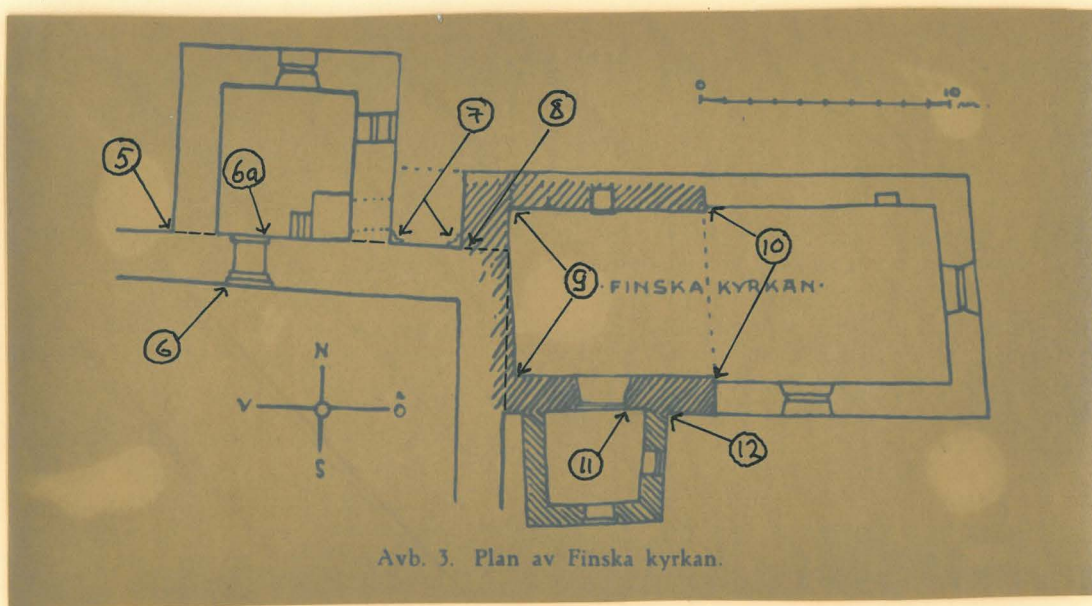 0 10 m.
5
6a
7
8
9
10
·FINSKA KYRKAN·
6
N
V Ö
S
11
12
Avb. 3. Plan av Finska kyrkan.